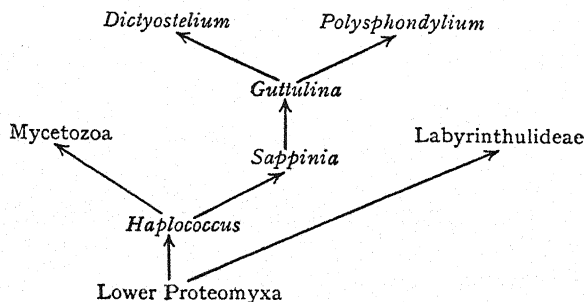 Dictyostelium
Polysphondylium
Guttulina
Mycetozoa
Labyrinthulideae
Sappinia
Haplococcus
Lower Proteomyxa